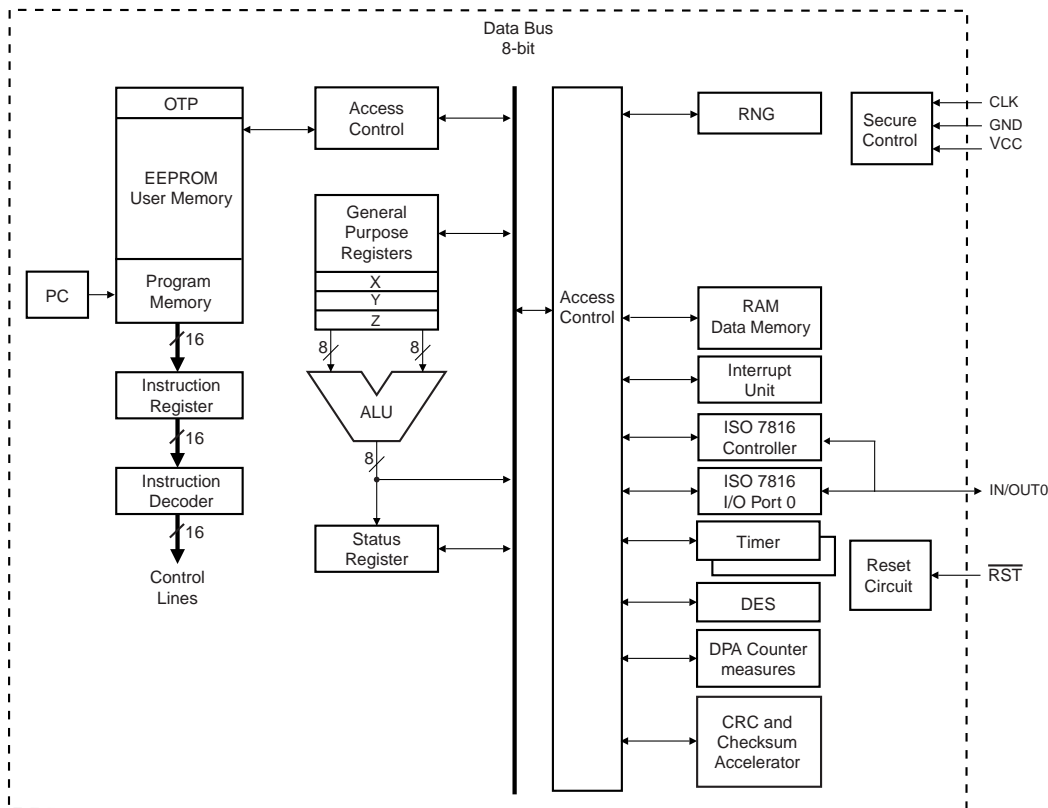 Data Bus
8-bit
OTP
EEPROM
User Memory
Program
Memory
PC
16
Instruction
Register
16
Instruction
Decoder
16
Control
Lines
Access
Control
General
Purpose
Registers
X
Y
Z
8
8
ALU
8
Status
Register
Access
Control
RNG
RAM
Data Memory
Interrupt
Unit
ISO 7816
Controller
ISO 7816
I/O Port 0
Timer
DES
DPA Counter
measures
CRC and
Checksum
Accelerator
Secure
Control
CLK
GND
VCC
IN/OUT0
Reset
Circuit
RST